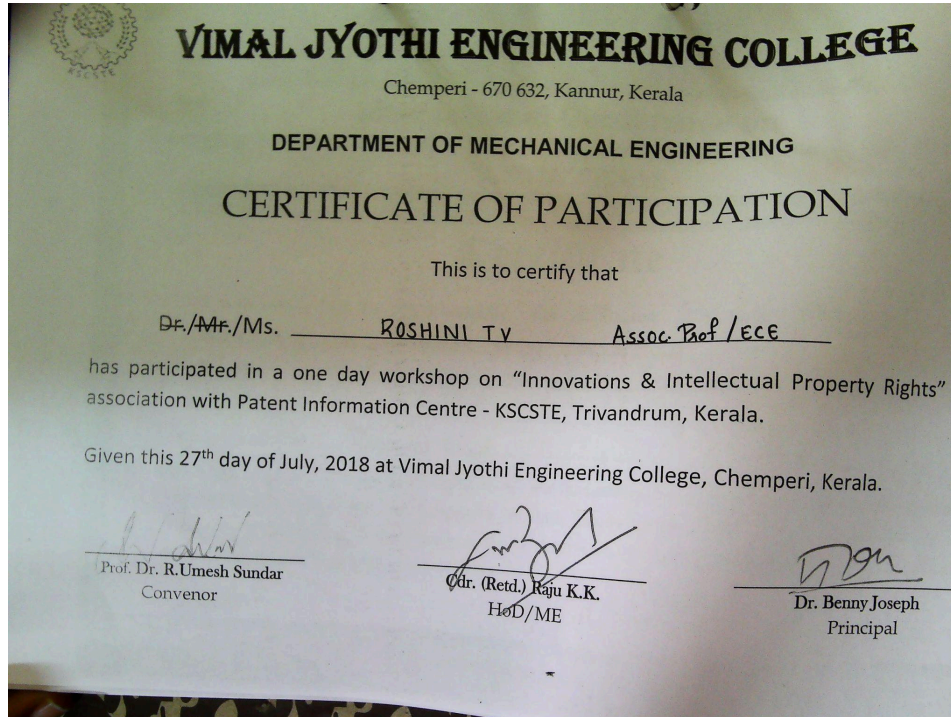 KSCSTE
VIMAL JYOTHI ENGINEERING COLLEGE
Chemperi - 670 632, Kannur, Kerala
DEPARTMENT OF MECHANICAL ENGINEERING
CERTIFICATE OF PARTICIPATION
This is to certify that
Dr./Mr./Ms. ROSHINI TV Assoc. Prof / ECE
has participated in a one day workshop on “Innovations & Intellectual Property Rights”
association with Patent Information Centre - KSCSTE, Trivandrum, Kerala.
Given this 27th day of July, 2018 at Vimal Jyothi Engineering College, Chemperi, Kerala.
Prof. Dr. R.Umesh Sundar
Convenor
Cdr. (Retd.) Raju K.K.
HoD/ME
Dr. Benny Joseph
Principal